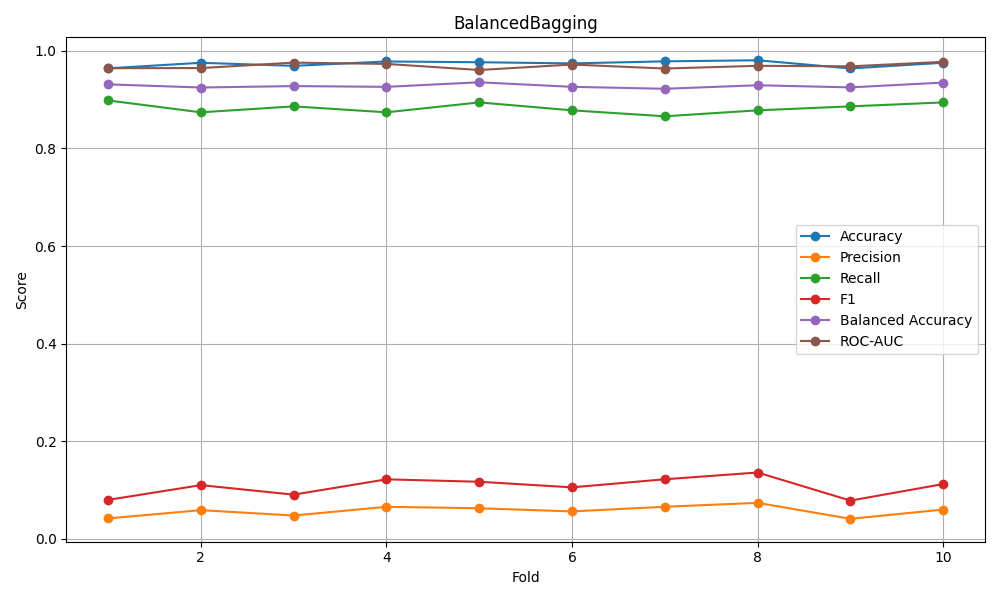 BalancedBagging
1.0
0.8
0.6
0.4
0.2
0.0
Score
Accuracy
Precision
Recall
F1
Balanced Accuracy
ROC-AUC
2 4 6 8 10
Fold